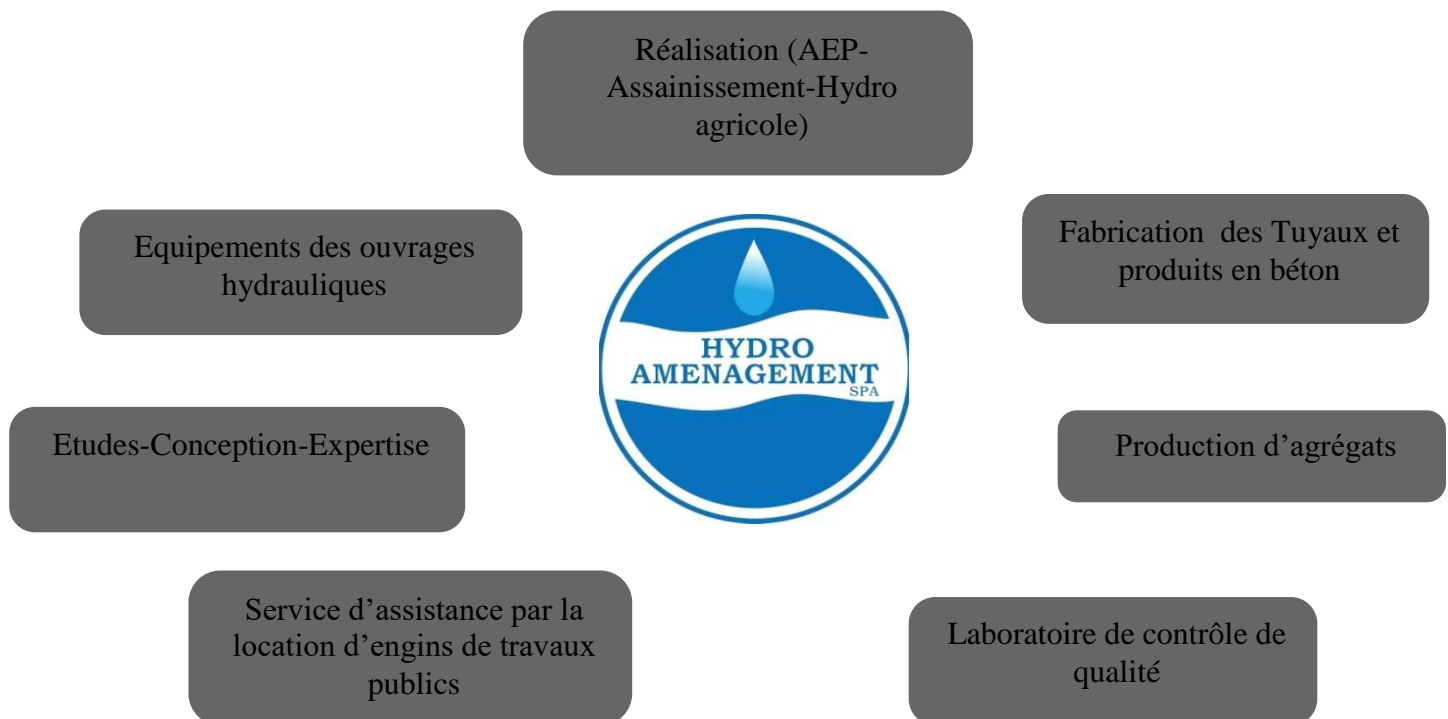 Réalisation (AEP-
Assainissement-Hydro
agricole)
Equipements des ouvrages
hydrauliques
Fabrication  des Tuyaux et
produits en béton
HYDRO
AMENAGEMENT
SPA
Etudes-Conception-Expertise
Production d’agrégats
Service d’assistance par la
location d’engins de travaux
publics
Laboratoire de contrôle de
qualité